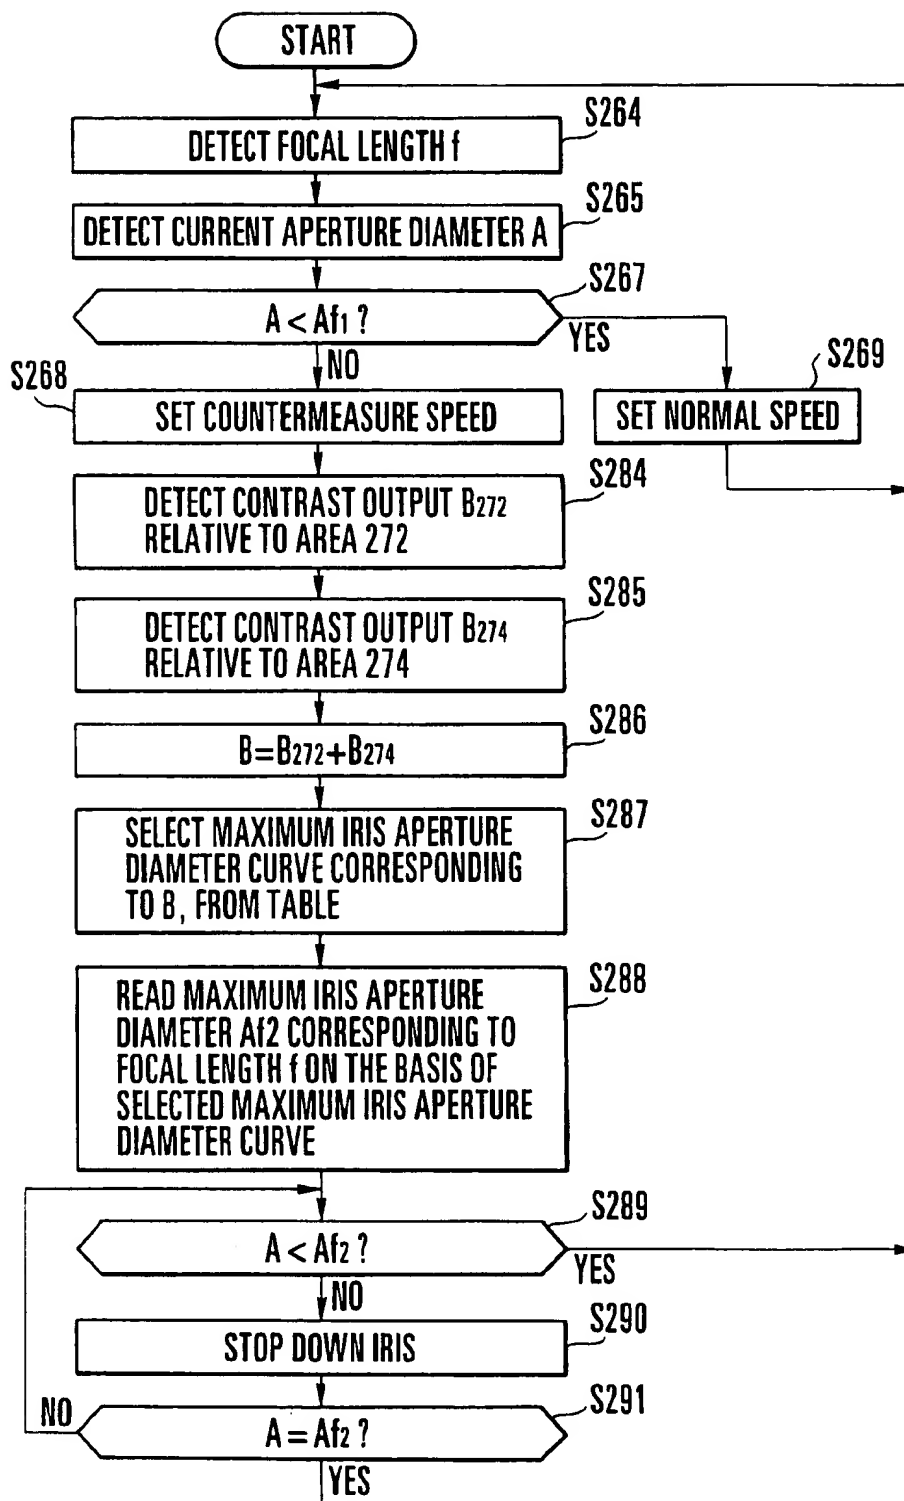 START
S264
DETECT FOCAL LENGTH f
S265
DETECT CURRENT APERTURE DIAMETER A
S267
A < Af1 ?
YES
NO
S268
SET COUNTERMEASURE SPEED
S269
SET NORMAL SPEED
S284
DETECT CONTRAST OUTPUT B272
RELATIVE TO AREA 272
S285
DETECT CONTRAST OUTPUT B274
RELATIVE TO AREA 274
S286
B=B272+B274
S287
SELECT MAXIMUM IRIS APERTURE
DIAMETER CURVE CORRESPONDING
TO B, FROM TABLE
S288
READ MAXIMUM IRIS APERTURE
DIAMETER Af2 CORRESPONDING TO
FOCAL LENGTH f ON THE BASIS OF
SELECTED MAXIMUM IRIS APERTURE
DIAMETER CURVE
S289
A < Af2 ?
YES
NO
S290
STOP DOWN IRIS
S291
NO
A = Af2 ?
YES